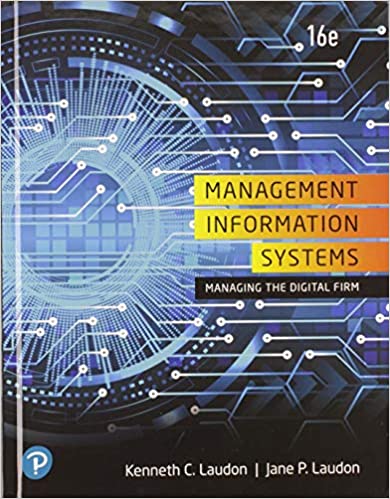 16e
MANAGEMENT
INFORMATION
SYSTEMS
MANAGING THE DIGITAL FIRM
P
Kenneth C. Laudon | Jane P. Laudon